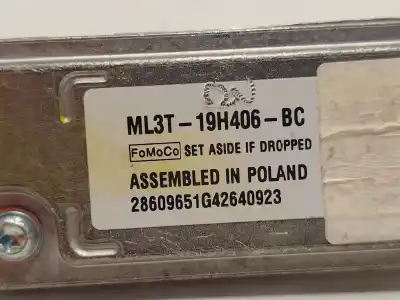 ML3T-19H406-BC
FoMoCo SET ASIDE IF DROPPED
ASSEMBLED IN POLAND
28609651G42640923